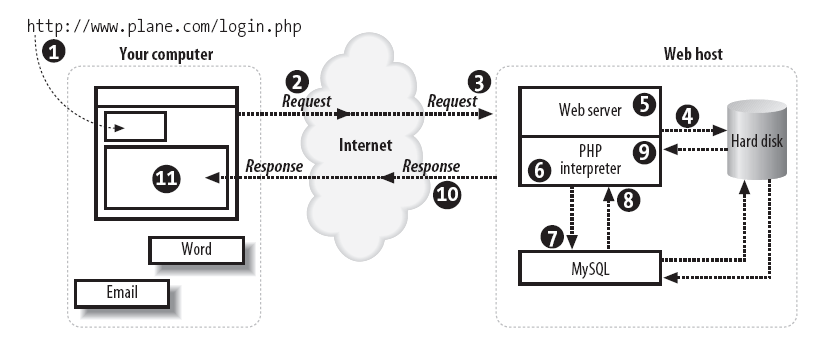 http://www.plane.com/login.php
1
Your computer
Web host
2
3
Request
Request
Internet
Response
Response
10
11
Word
Email
Web server
5
4
9
PHP
interpreter
6
Hard disk
8
7
MySQL